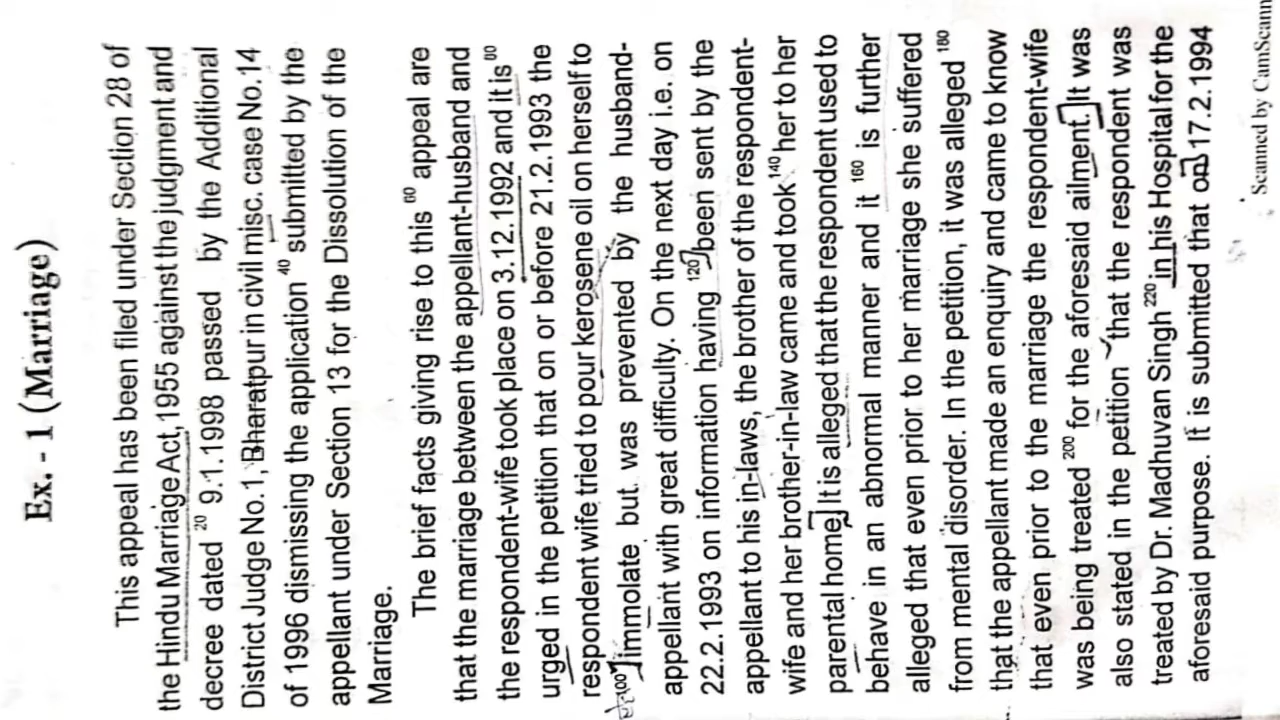 Ex. - 1 (Marriage)
This appeal has been filed under Section 28 of
the Hindu Marriage Act, 1955 against the judgment and
decree dated 20 9.1.1998 passed by the Additional
District Judge No.1, Bharatpur in civil misc. case No.14
of 1996 dismissing the application 40 submitted by the
appellant under Section 13 for the Dissolution of the
Marriage.
The brief facts giving rise to this 60 appeal are
that the marriage between the appellant-husband and
the respondent-wife took place on 3.12.1992 and it is 80
urged in the petition that on or before 21.2.1993 the
respondent wife tried to pour kerosene oil on herself to
100 immolate but was prevented by the husband-
appellant with great difficulty. On the next day i.e. on
22.2.1993 on information having 120 been sent by the
appellant to his in-laws, the brother of the respondent-
wife and her brother-in-law came and took 140 her to her
parental home. It is alleged that the respondent used to
behave in an abnormal manner and it 160 is further
alleged that even prior to her marriage she suffered
from mental disorder. In the petition, it was alleged 180
that the appellant made an enquiry and came to know
that even prior to the marriage the respondent-wife
was being treated 200 for the aforesaid ailment. It was
also stated in the petition that the respondent was
treated by Dr. Madhuvan Singh 220 in his Hospital for the
aforesaid purpose. It is submitted that on 17.2.1994
Scanned by CamScann